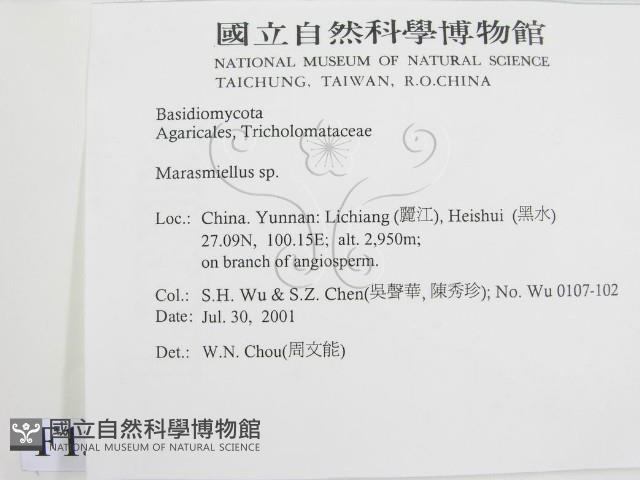 國立自然科學博物館
NATIONAL MUSEUM OF NATURAL SCIENCE
TAICHUNG, TAIWAN, R.O.CHINA
Basidiomycota
Agaricales, Tricholomataceae
Marasmiellus sp.
Loc.: China. Yunnan: Lichiang (麗江), Heishui (黑水)
27.09N, 100.15E; alt. 2,950m;
on branch of angiosperm.
Col.: S.H. Wu & S.Z. Chen(吳聲華, 陳秀珍); No. Wu 0107-102
Date: Jul. 30, 2001
Det.: W.N. Chou(周文能)
國立自然科學博物館
NATIONAL MUSEUM OF NATURAL SCIENCE